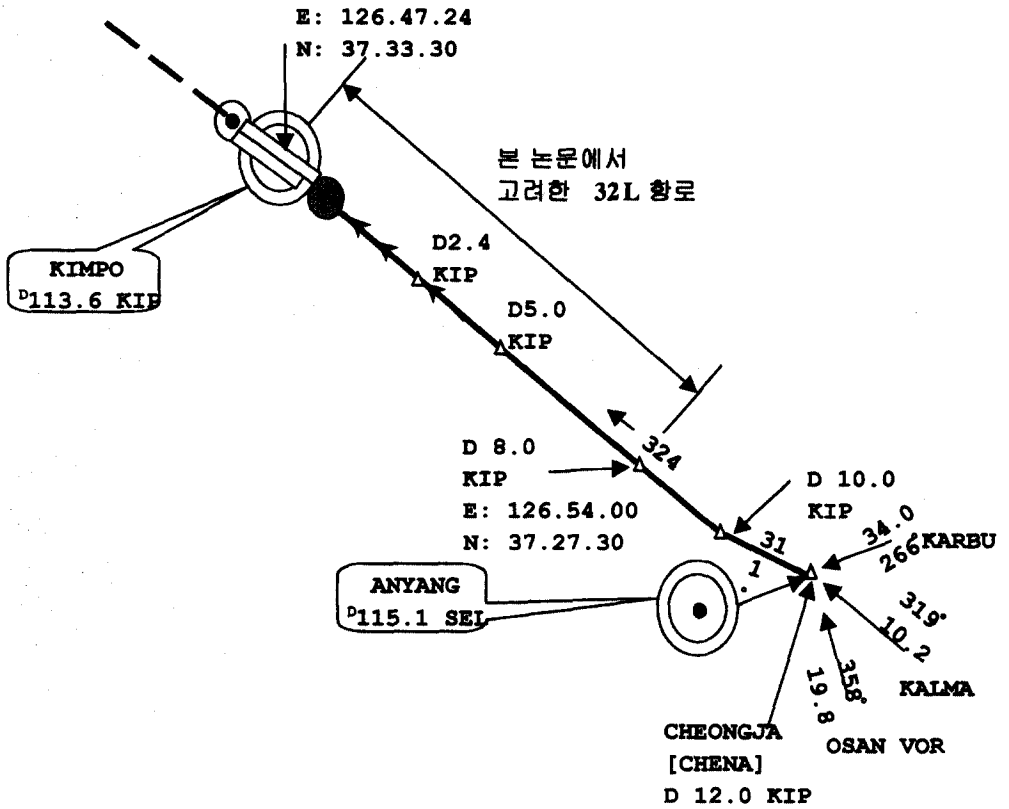 E: 126.47.24
N: 37.33.30
본 논문에서
고려한 32L 항로
KIMPO
D113.6 KIP
D2.4
KIP
D5.0
KIP
324
D 8.0
KIP
E: 126.54.00
N: 37.27.30
D 10.0
KIP
31
1.
34.0
266°
KARBU
ANYANG
D115.1 SEL
319°
10.2
KALMA
358°
19.8
OSAN VOR
CHEONGJA
[CHENA]
D 12.0 KIP